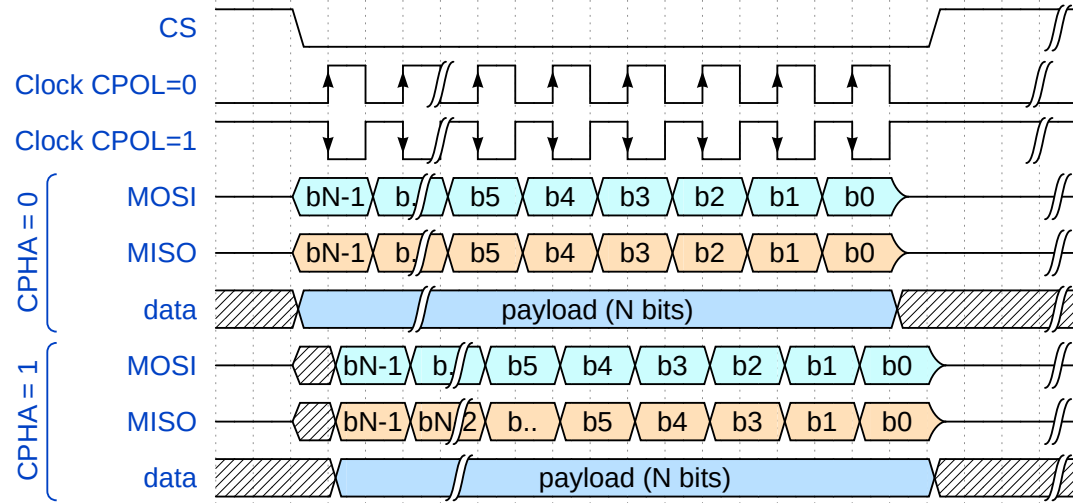 CS
Clock CPOL=0
Clock CPOL=1
CPHA = 0
MOSI bN-1 b. b5 b4 b3 b2 b1 b0
MISO bN-1 b. b5 b4 b3 b2 b1 b0
data payload (N bits)
CPHA = 1
MOSI bN-1 b. b5 b4 b3 b2 b1 b0
MISO bN-1 bN 2 b.. b5 b4 b3 b2 b1 b0
data payload (N bits)